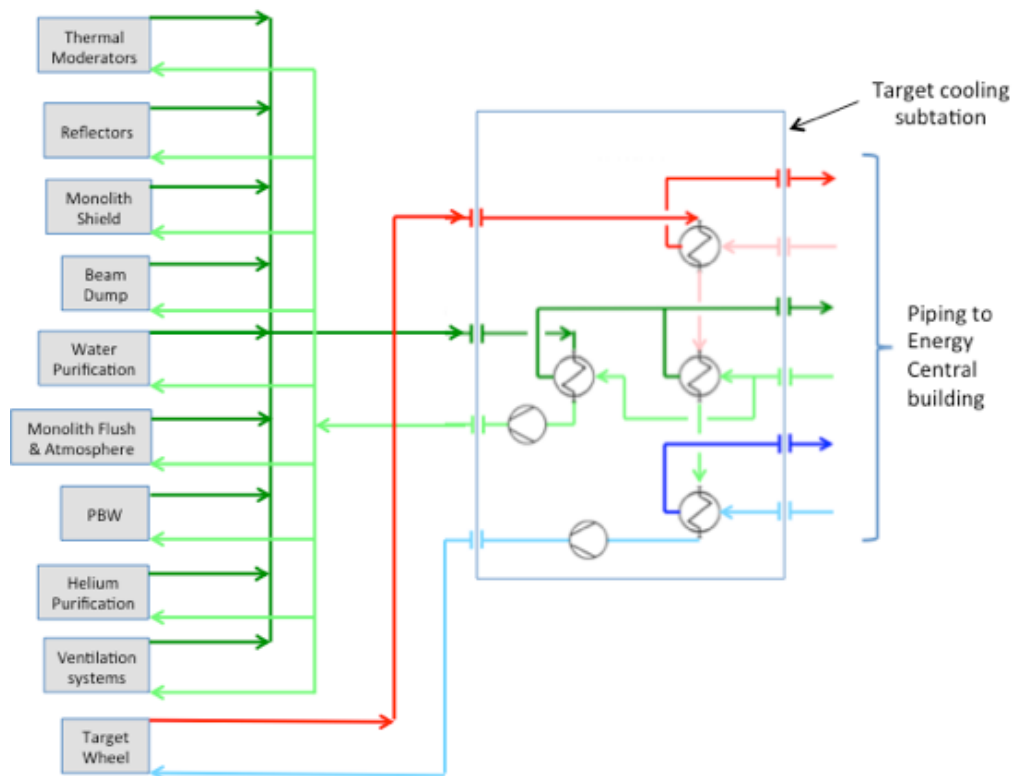 Thermal
Moderators
Reflectors
Monolith
Shield
Beam
Dump
Water
Purification
Monolith Flush
& Atmosphere
PBW
Helium
Purification
Ventilation
systems
Target
Wheel
Target cooling
subtation
Piping to
Energy
Central
building